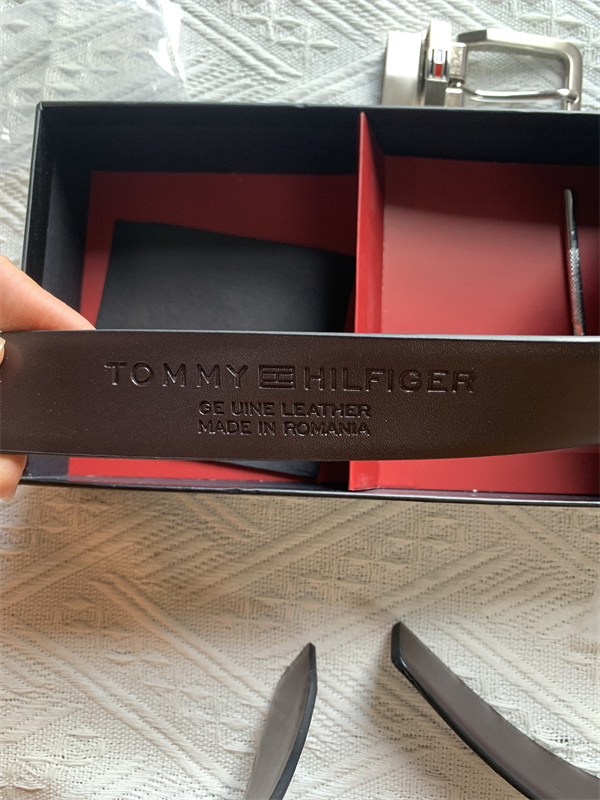 TOMMY HILFIGER
GE UINE LEATHER
MADE IN ROMANIA